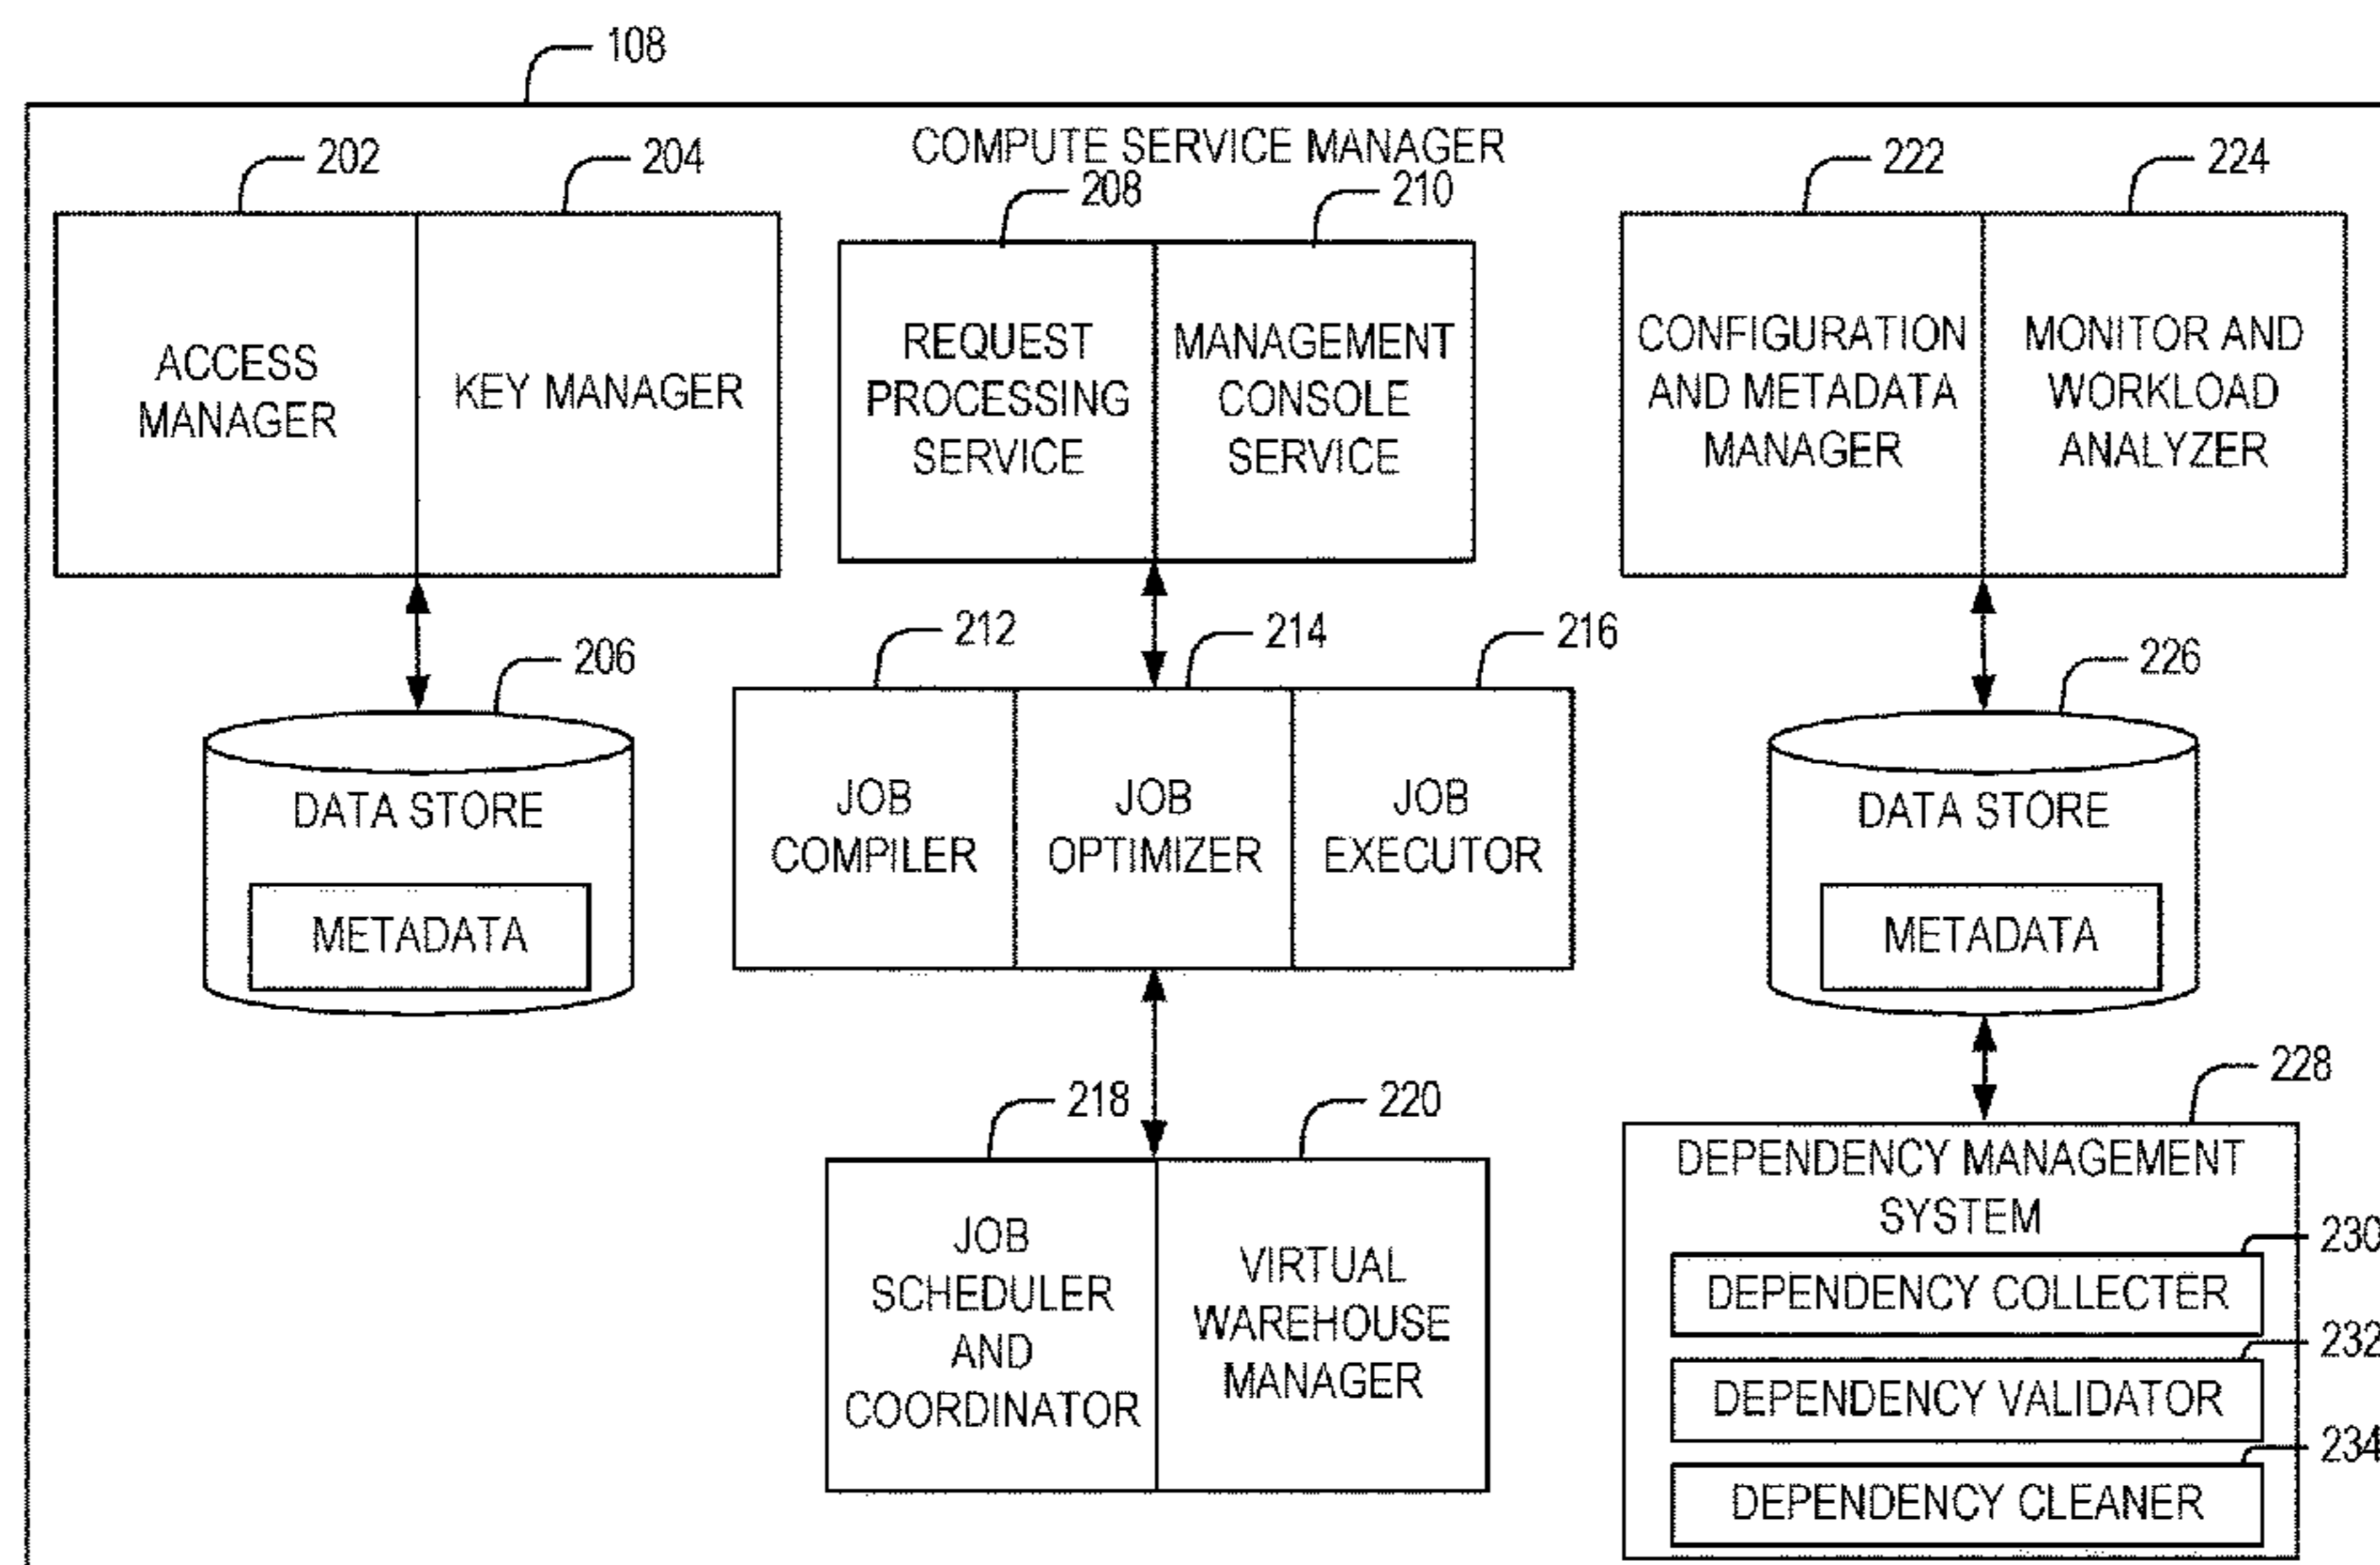 108
COMPUTE SERVICE MANAGER
202
204
208
210
222
224
ACCESS
MANAGER
KEY MANAGER
REQUEST
PROCESSING
SERVICE
MANAGEMENT
CONSOLE
SERVICE
CONFIGURATION
AND METADATA
MANAGER
MONITOR AND
WORKLOAD
ANALYZER
206
DATA STORE
METADATA
212
214
216
JOB
COMPILER
JOB
OPTIMIZER
JOB
EXECUTOR
226
DATA STORE
METADATA
218
220
JOB
SCHEDULER
AND
COORDINATOR
VIRTUAL
WAREHOUSE
MANAGER
228
DEPENDENCY MANAGEMENT
SYSTEM
230
DEPENDENCY COLLECTER
232
DEPENDENCY VALIDATOR
234
DEPENDENCY CLEANER